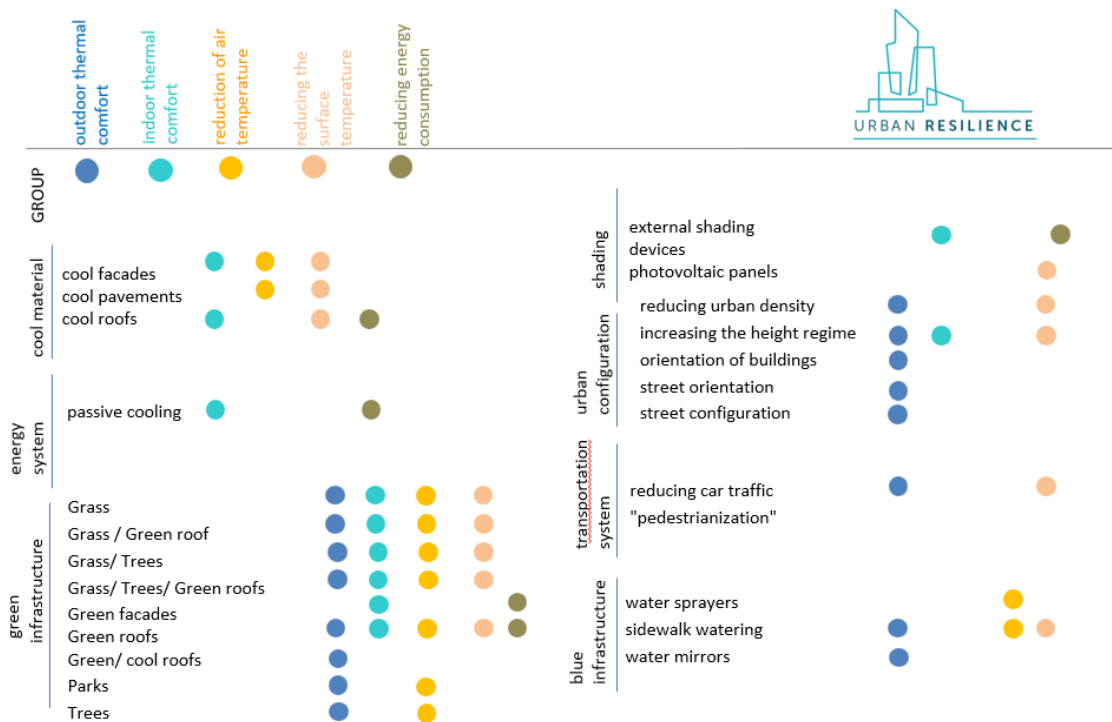 outdoor thermal
comfort
indoor thermal
comfort
reduction of air
temperature
reducing the
surface
temperature
reducing energy
consumption
URBAN RESILIENCE
GROUP
cool material
cool facades
cool pavements
cool roofs
energy
system
passive cooling
green
infrastructure
Grass
Grass / Green roof
Grass/ Trees
Grass/ Trees/ Green roofs
Green facades
Green roofs
Green/ cool roofs
Parks
Trees
shading
external shading
devices
photovoltaic panels
urban
configuration
reducing urban density
increasing the height regime
orientation of buildings
street orientation
street configuration
transportation
system
reducing car traffic
"pedestrianization"
blue
infrastructure
water sprayers
sidewalk watering
water mirrors